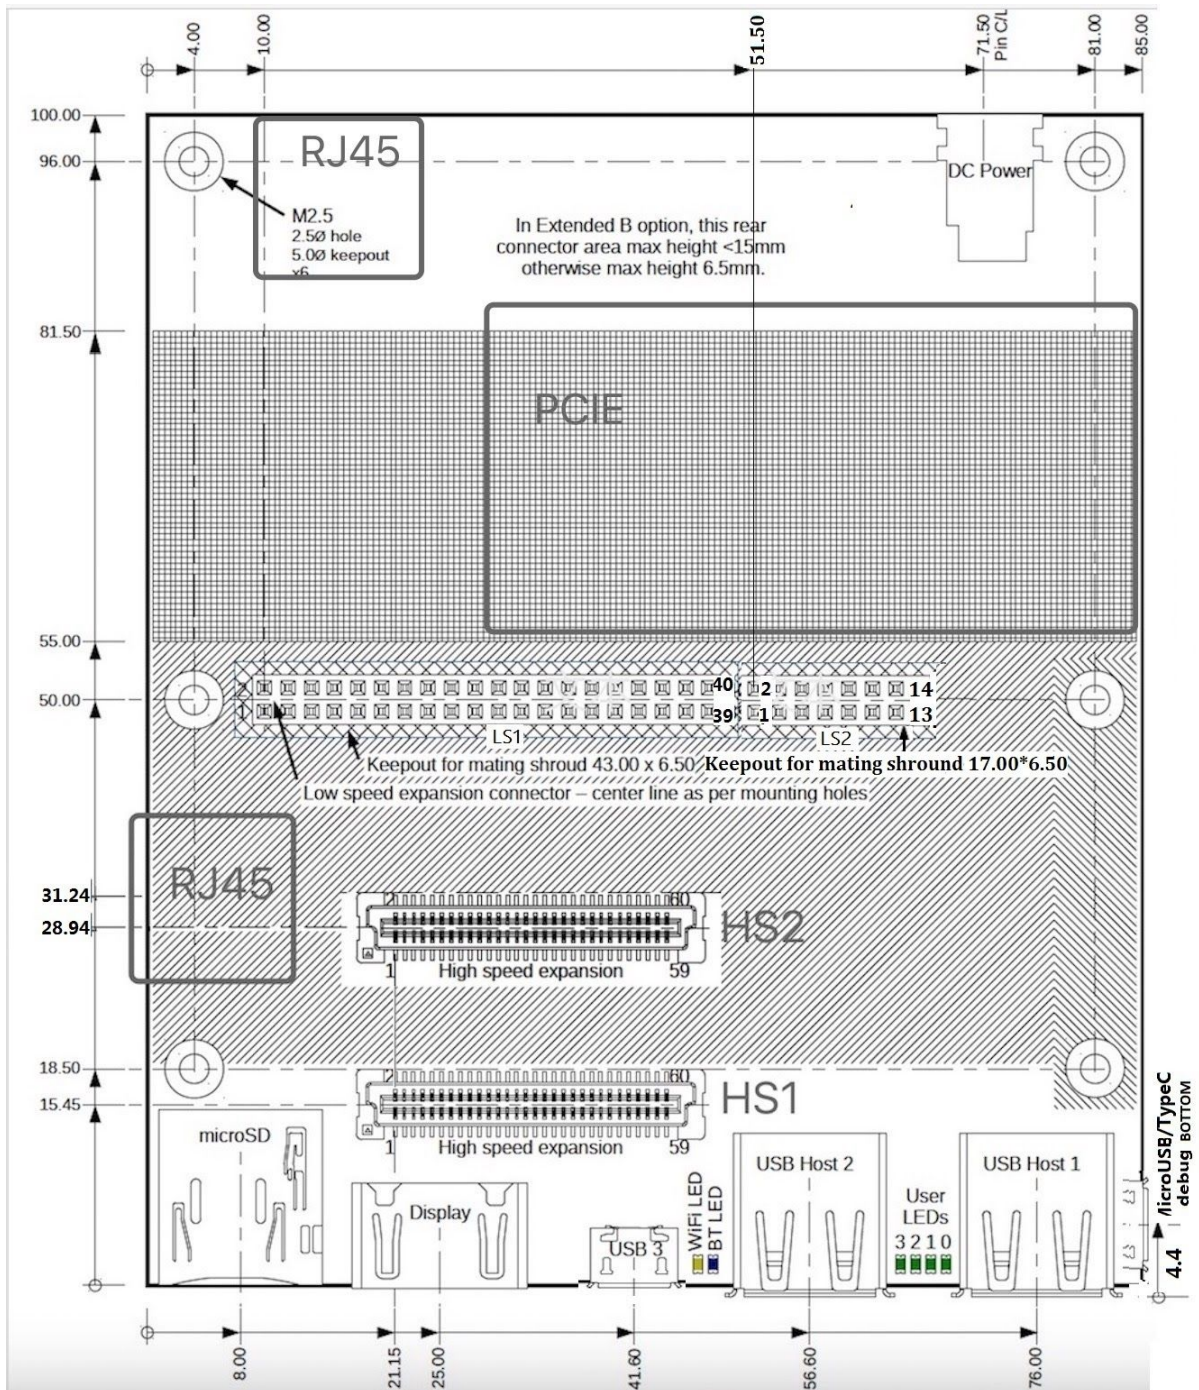 4.00
10.00
51.50
71.50
Pin C/L
81.00
85.00
100.00
96.00
RJ45
DC Power
M2.5
2.5Ø hole
5.0Ø keepout
x6
In Extended B option, this rear
connector area max height <15mm
otherwise max height 6.5mm.
81.50
PCIE
55.00
50.00
2
40
2
14
1
39
1
13
LS1
LS2
Keepout for mating shroud 43.00 x 6.50
Keepout for mating shround 17.00*6.50
Low speed expansion connector – center line as per mounting holes
RJ45
31.24
28.94
2
60
HS2
1
High speed expansion
59
18.50
15.45
2
60
HS1
1
High speed expansion
59
microSD
Display
USB 3
WiFi LED
BT LED
USB Host 2
User
LEDs
3 2 1 0
USB Host 1
/licroUSB/TypeC
debug BOTTOM
4.4
8.00
21.15
25.00
41.60
56.60
76.00